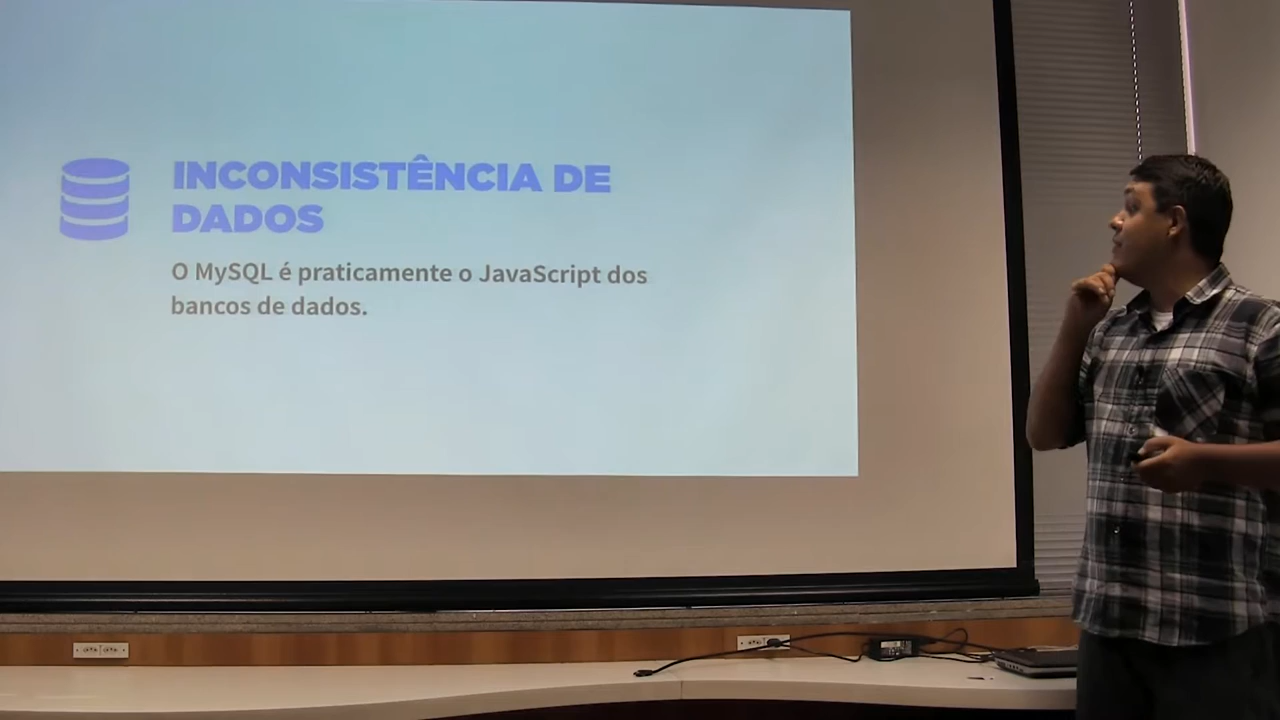 INCONSISTÊNCIA DE
DADOS
O MySQL é praticamente o JavaScript dos
bancos de dados.